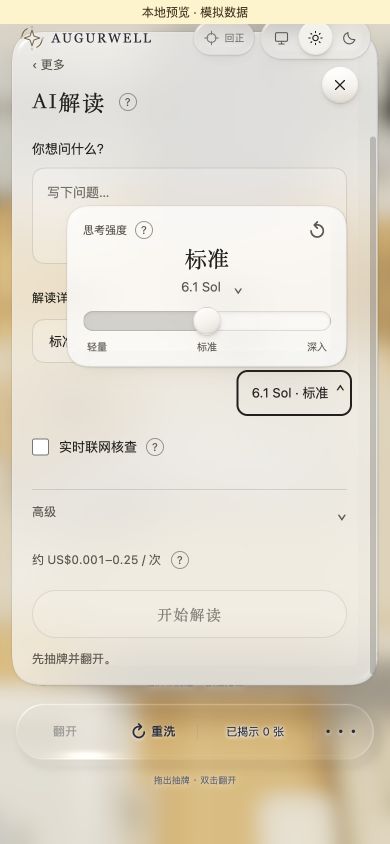 本地预览 · 模拟数据
AUGURWELL
回正
‹ 更多
AI解读 ?
你想问什么?
写下问题…
思考强度 ?
标准
6.1 Sol
轻量 标准 深入
解读详
标准
6.1 Sol · 标准
实时联网核查 ?
高级
约 US$0.001–0.25 / 次 ?
开始解读
先抽牌并翻开。
翻开 重洗 已揭示 0 张
拖出抽牌 · 双击翻开